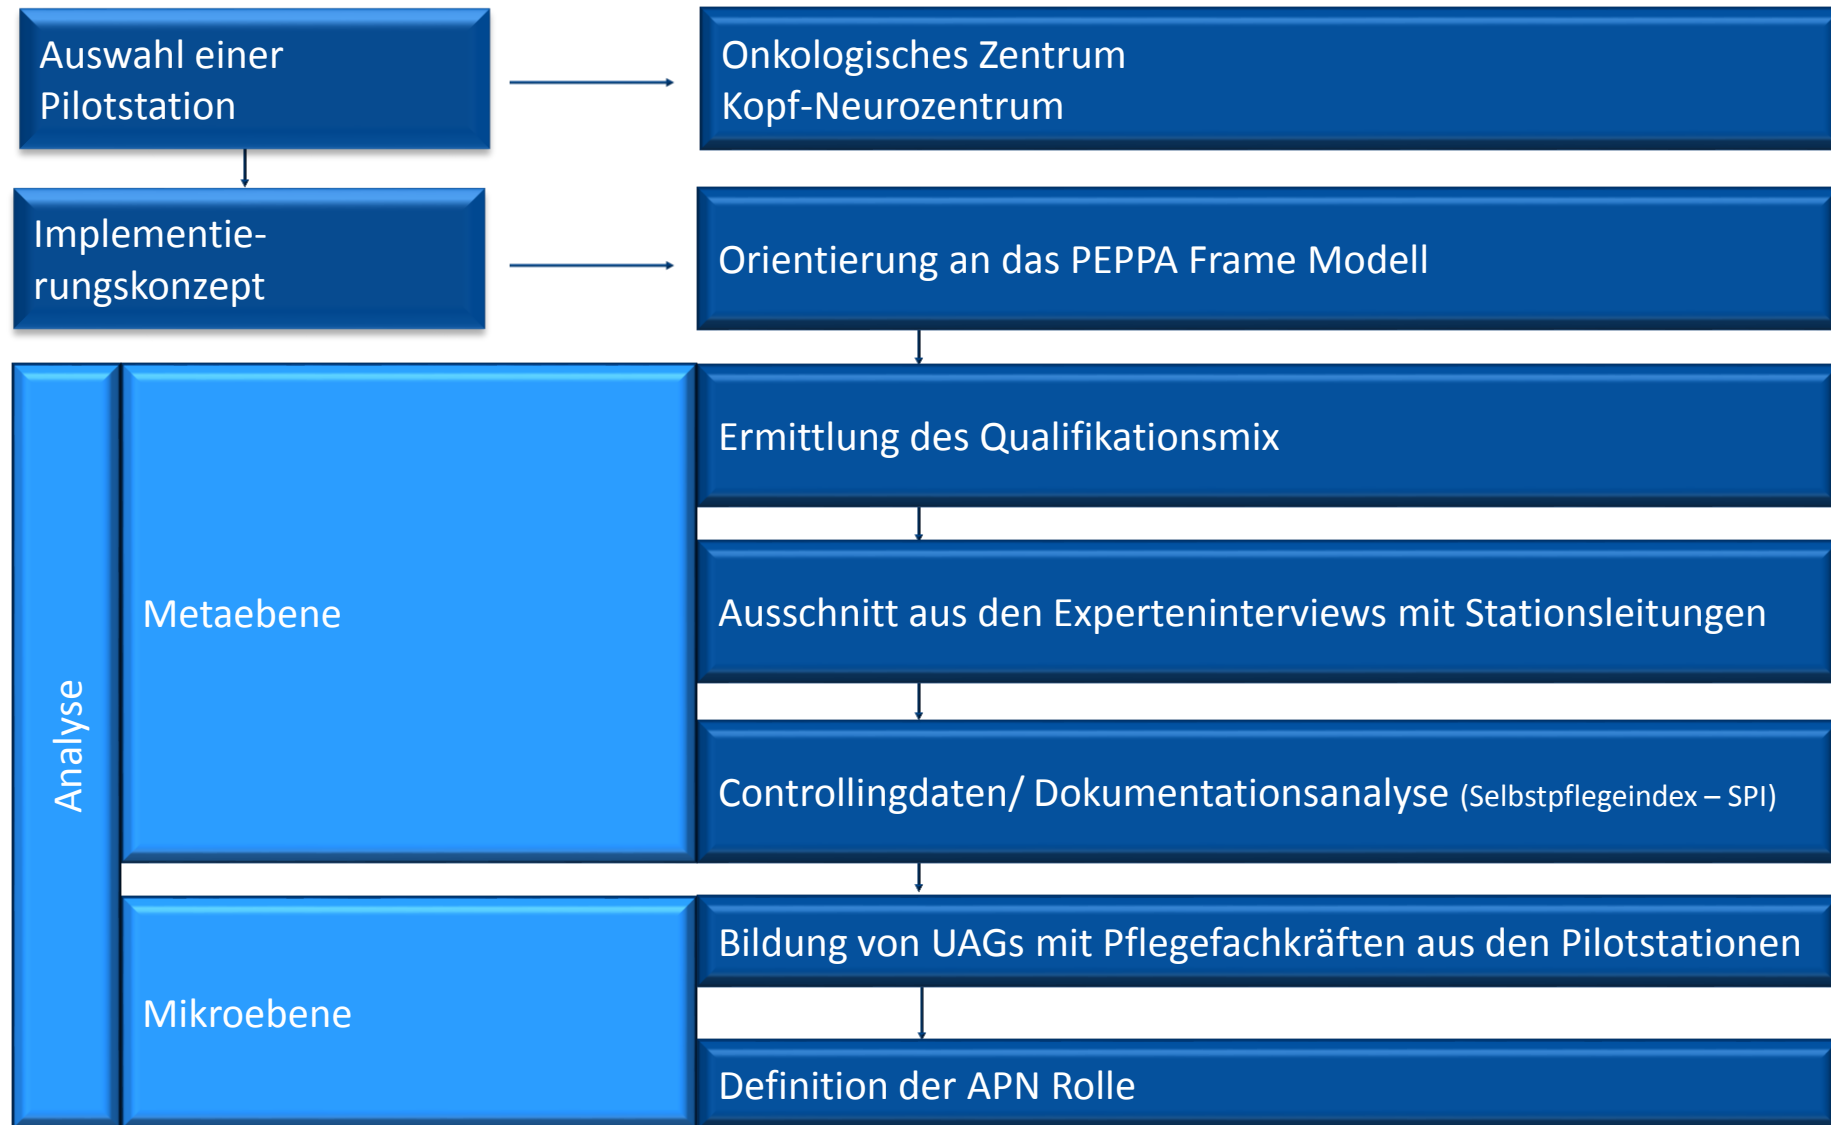 Auswahl einer
Pilotstation
Onkologisches Zentrum
Kopf-Neurozentrum
Implementie-
rungskonzept
Orientierung an das PEPPA Frame Modell
Analyse
Metaebene
Ermittlung des Qualifikationsmix
Ausschnitt aus den Experteninterviews mit Stationsleitungen
Controllingdaten/ Dokumentationsanalyse (Selbstpflegeindex – SPI)
Mikroebene
Bildung von UAGs mit Pflegefachkräften aus den Pilotstationen
Definition der APN Rolle